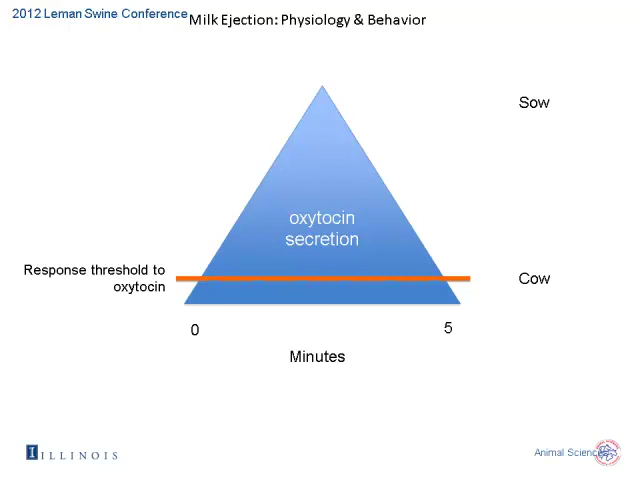 2012 Leman Swine Conference
Milk Ejection: Physiology & Behavior
Sow
oxytocin
secretion
Response threshold to
oxytocin
Cow
0
5
Minutes
I ILLINOIS
Animal Sciences